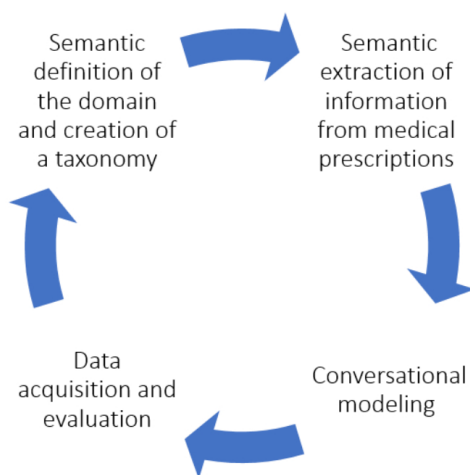 Semantic
definition of
the domain
and creation of
a taxonomy
Semantic
extraction of
information
from medical
prescriptions
Conversational
modeling
Data
acquisition and
evaluation